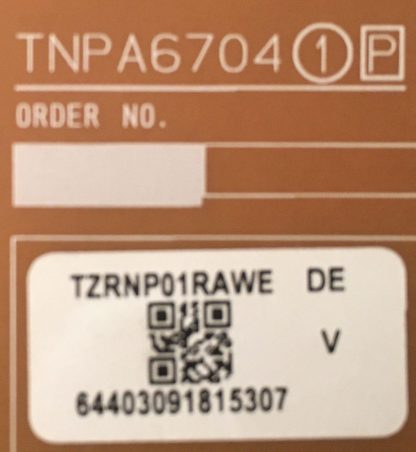 TNPA6704 1 P
ORDER NO.
TZRNP01RAWE DE
V
64403091815307